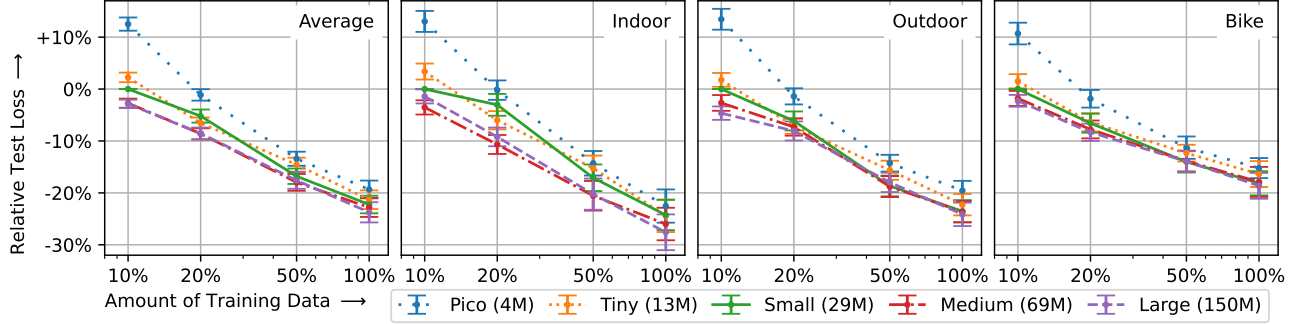 Average
Indoor
Outdoor
Bike
Relative Test Loss →
+10%
0%
-10%
-20%
-30%
10% 20% 50% 100%
10% 20% 50% 100%
10% 20% 50% 100%
10% 20% 50% 100%
Amount of Training Data →
Pico (4M) Tiny (13M) Small (29M) Medium (69M) Large (150M)